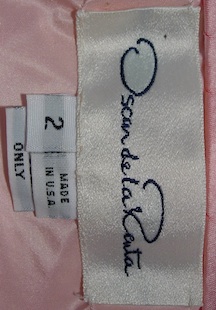 Oscar de la Renta
2
MADE
IN U.S.A.
ONLY